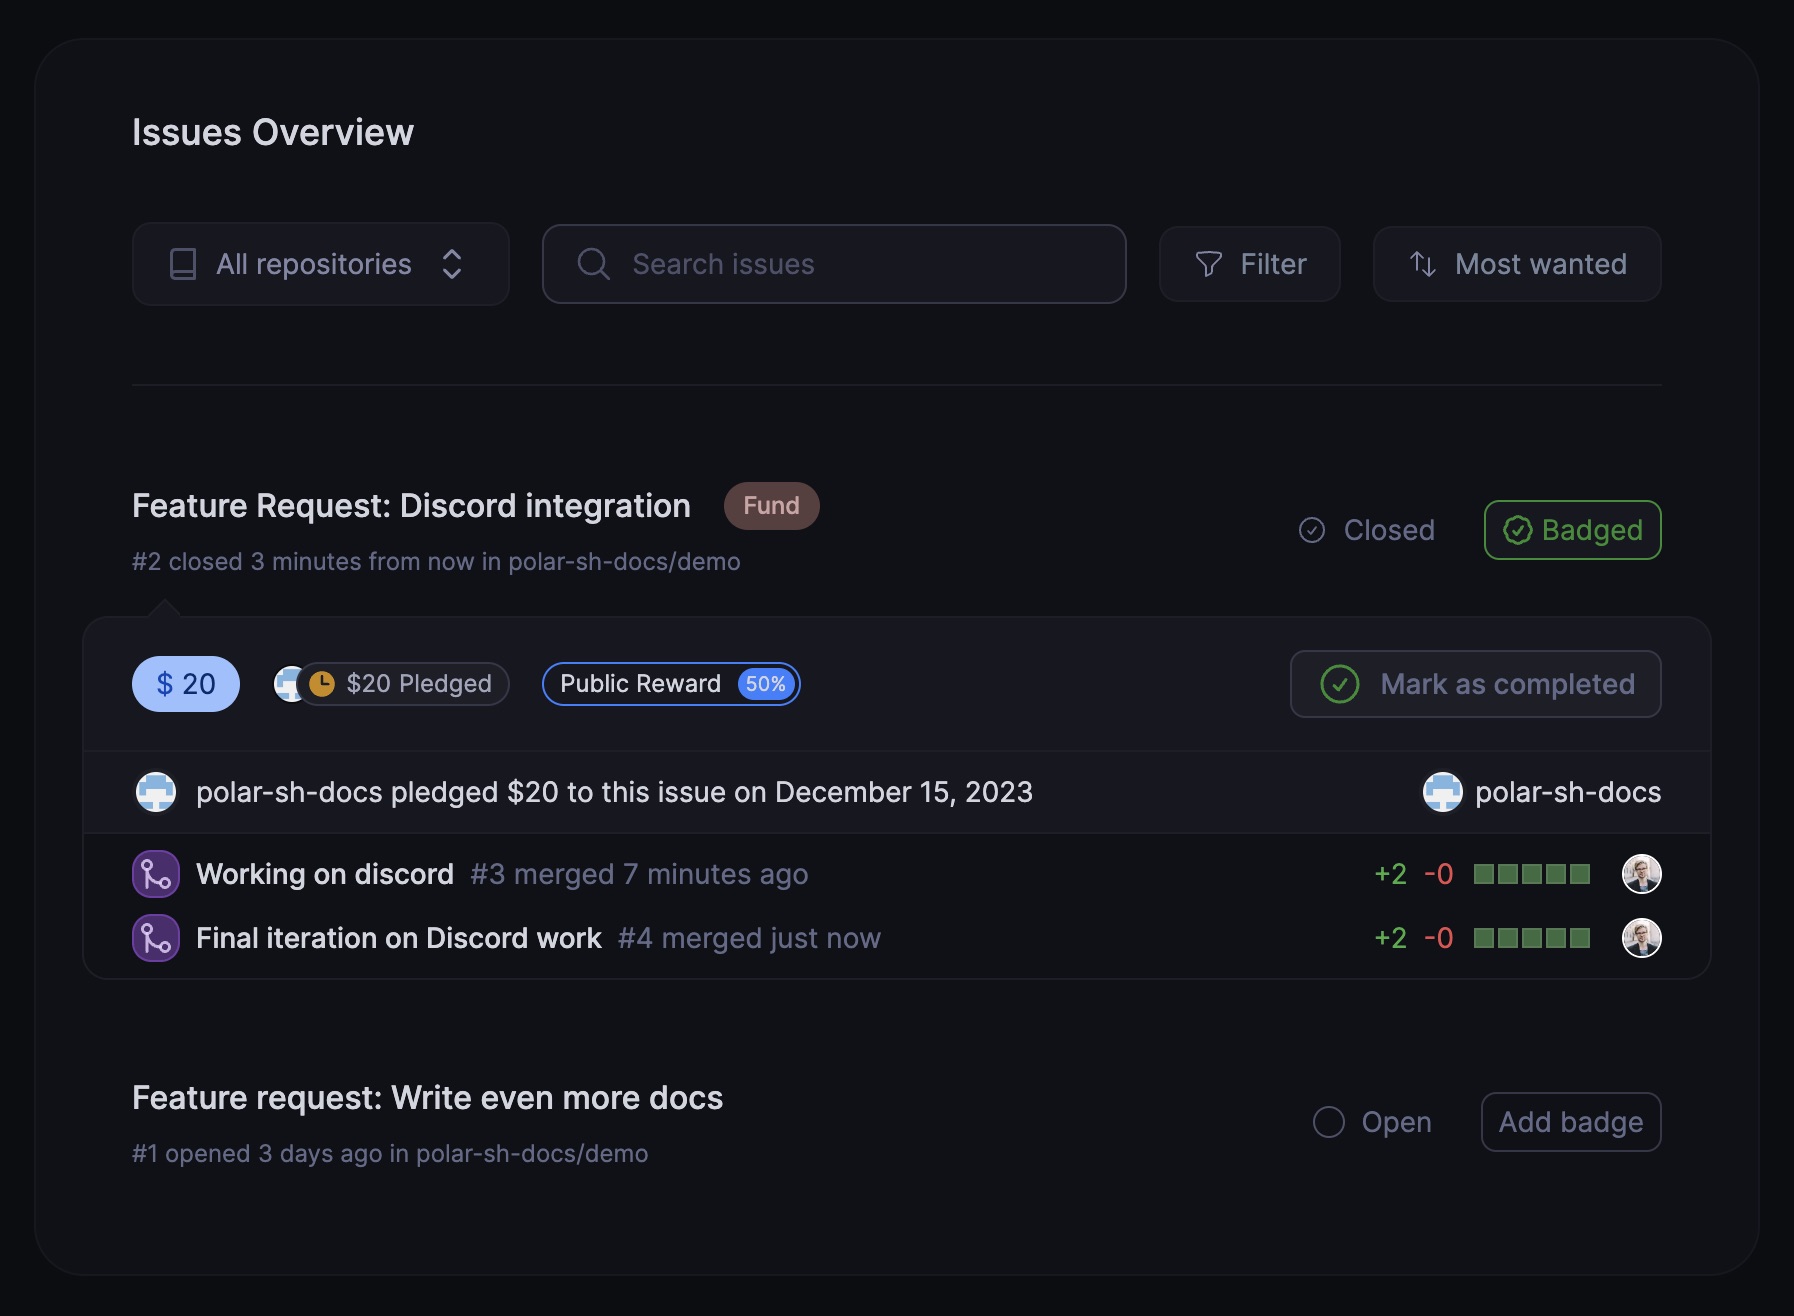 Issues Overview
All repositories
Search issues
Filter
Most wanted
Feature Request: Discord integration
Fund
#2 closed 3 minutes from now in polar-sh-docs/demo
Closed
Badged
$ 20
$20 Pledged
Public Reward 50%
Mark as completed
polar-sh-docs pledged $20 to this issue on December 15, 2023
polar-sh-docs
Working on discord #3 merged 7 minutes ago
+2 -0
Final iteration on Discord work #4 merged just now
+2 -0
Feature request: Write even more docs
#1 opened 3 days ago in polar-sh-docs/demo
Open
Add badge